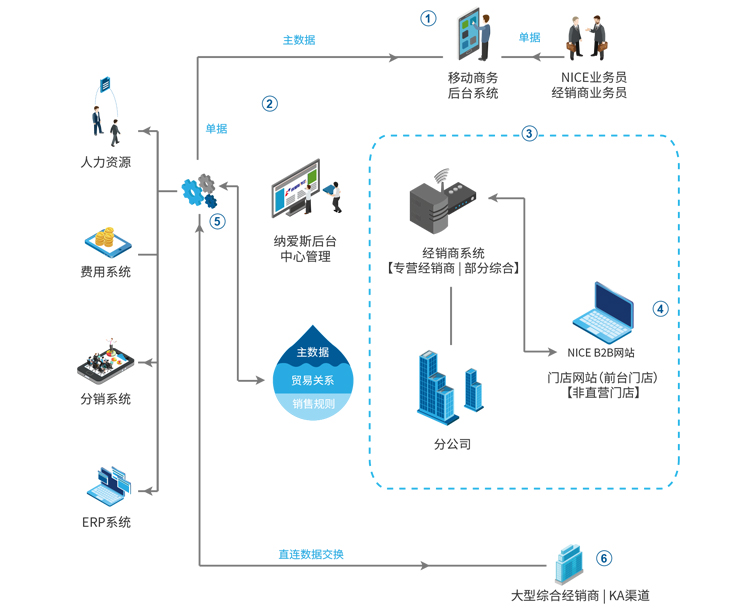 ①
主数据
单据
移动商务
后台系统
NICE业务员
经销商业务员
②
单据
③
人力资源
⑤
纳爱斯后台
中心管理
经销商系统
【专营经销商 | 部分综合】
费用系统
④
主数据
贸易关系
销售规则
NICE B2B网站
门店网站（前台门店）
【非直营门店】
分销系统
分公司
ERP系统
直连数据交换
⑥
大型综合经销商 | KA渠道